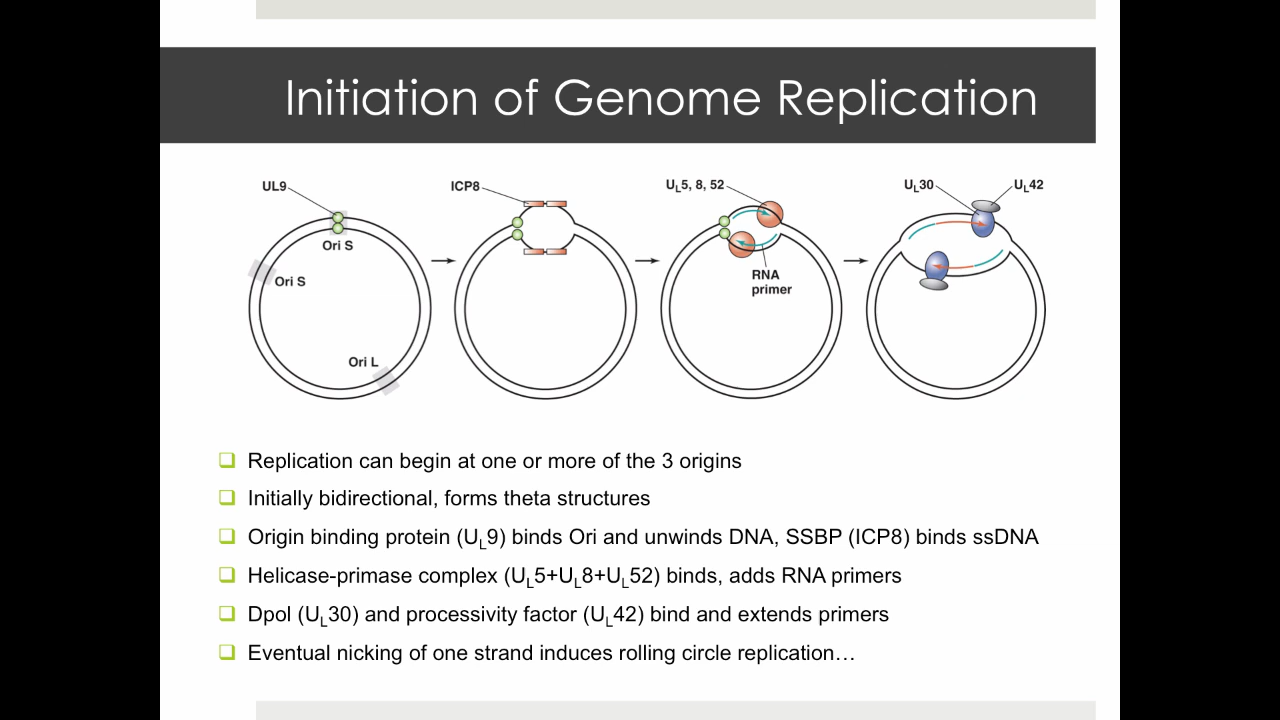 Initiation of Genome Replication
UL9
Ori S
Ori S
Ori L
ICP8
UL5, 8, 52
RNA
primer
UL30
UL42
Replication can begin at one or more of the 3 origins
Initially bidirectional, forms theta structures
Origin binding protein (UL9) binds Ori and unwinds DNA, SSBP (ICP8) binds ssDNA
Helicase-primase complex (UL5+UL8+UL52) binds, adds RNA primers
Dpol (UL30) and processivity factor (UL42) bind and extends primers
Eventual nicking of one strand induces rolling circle replication…